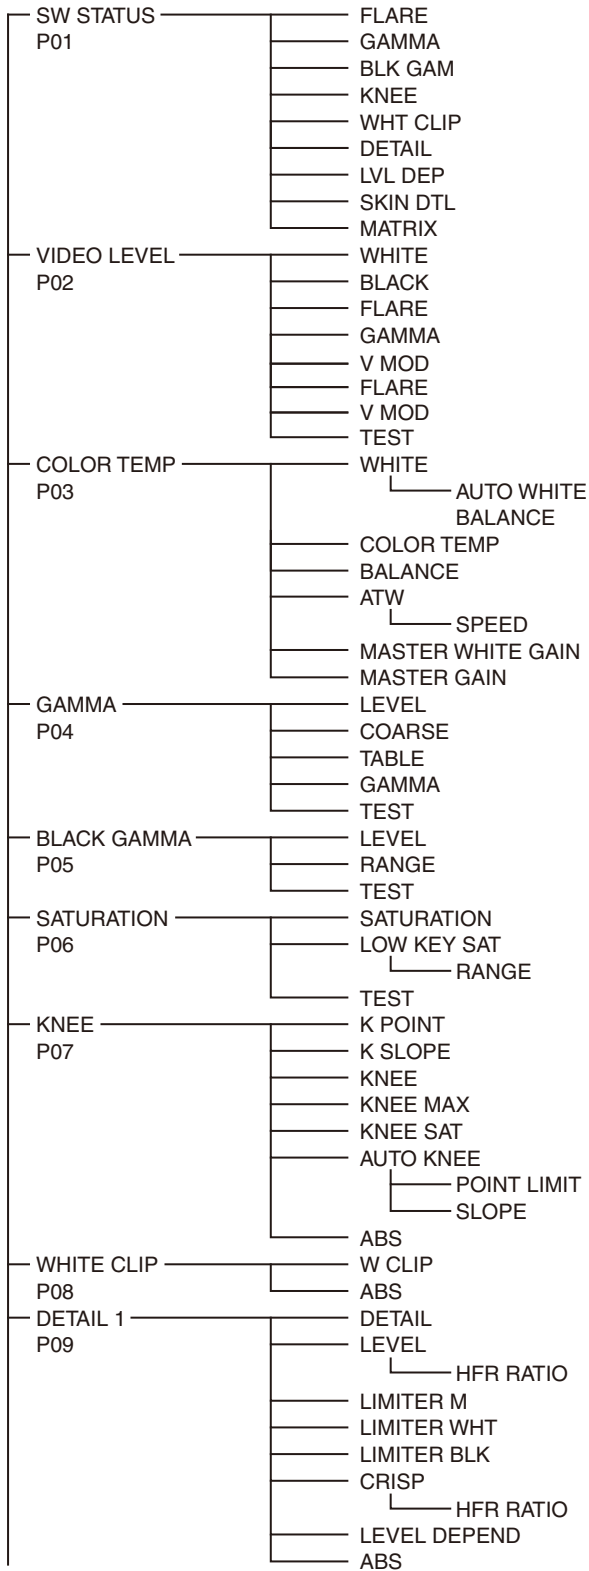 SW STATUS
P01
FLARE
GAMMA
BLK GAM
KNEE
WHT CLIP
DETAIL
LVL DEP
SKIN DTL
MATRIX
VIDEO LEVEL
P02
WHITE
BLACK
FLARE
GAMMA
V MOD
FLARE
V MOD
TEST
COLOR TEMP
P03
WHITE
AUTO WHITE
BALANCE
COLOR TEMP
BALANCE
ATW
SPEED
MASTER WHITE GAIN
MASTER GAIN
GAMMA
P04
LEVEL
COARSE
TABLE
GAMMA
TEST
BLACK GAMMA
P05
LEVEL
RANGE
TEST
SATURATION
P06
SATURATION
LOW KEY SAT
RANGE
TEST
KNEE
P07
K POINT
K SLOPE
KNEE
KNEE MAX
KNEE SAT
AUTO KNEE
POINT LIMIT
SLOPE
ABS
WHITE CLIP
P08
W CLIP
ABS
DETAIL 1
P09
DETAIL
LEVEL
HFR RATIO
LIMITER M
LIMITER WHT
LIMITER BLK
CRISP
HFR RATIO
LEVEL DEPEND
ABS